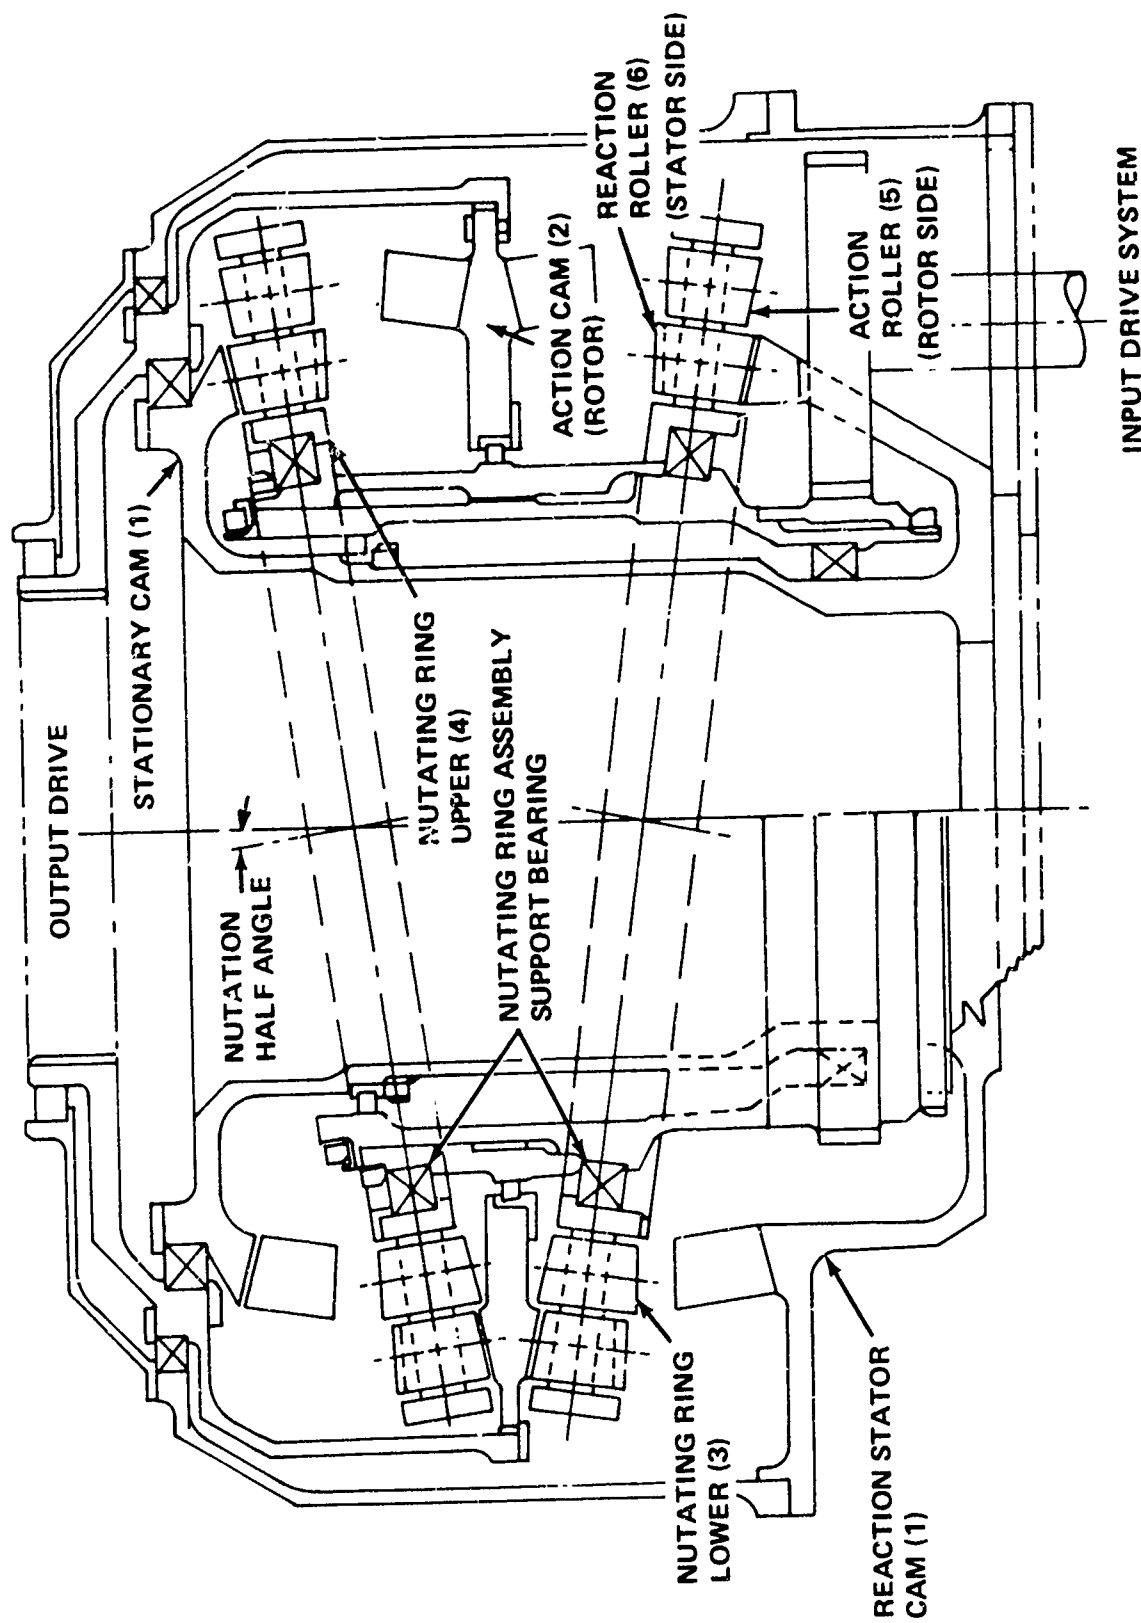 OUTPUT DRIVE
STATIONARY CAM (1)
NUTATION
HALF ANGLE
NUTATING RING
UPPER (4)
NUTATING RING ASSEMBLY
SUPPORT BEARING
ACTION CAM (2)
(ROTOR)
REACTION
ROLLER (6)
(STATOR SIDE)
ACTION
ROLLER (5)
(ROTOR SIDE)
NUTATING RING
LOWER (3)
REACTION STATOR
CAM (1)
INPUT DRIVE SYSTEM